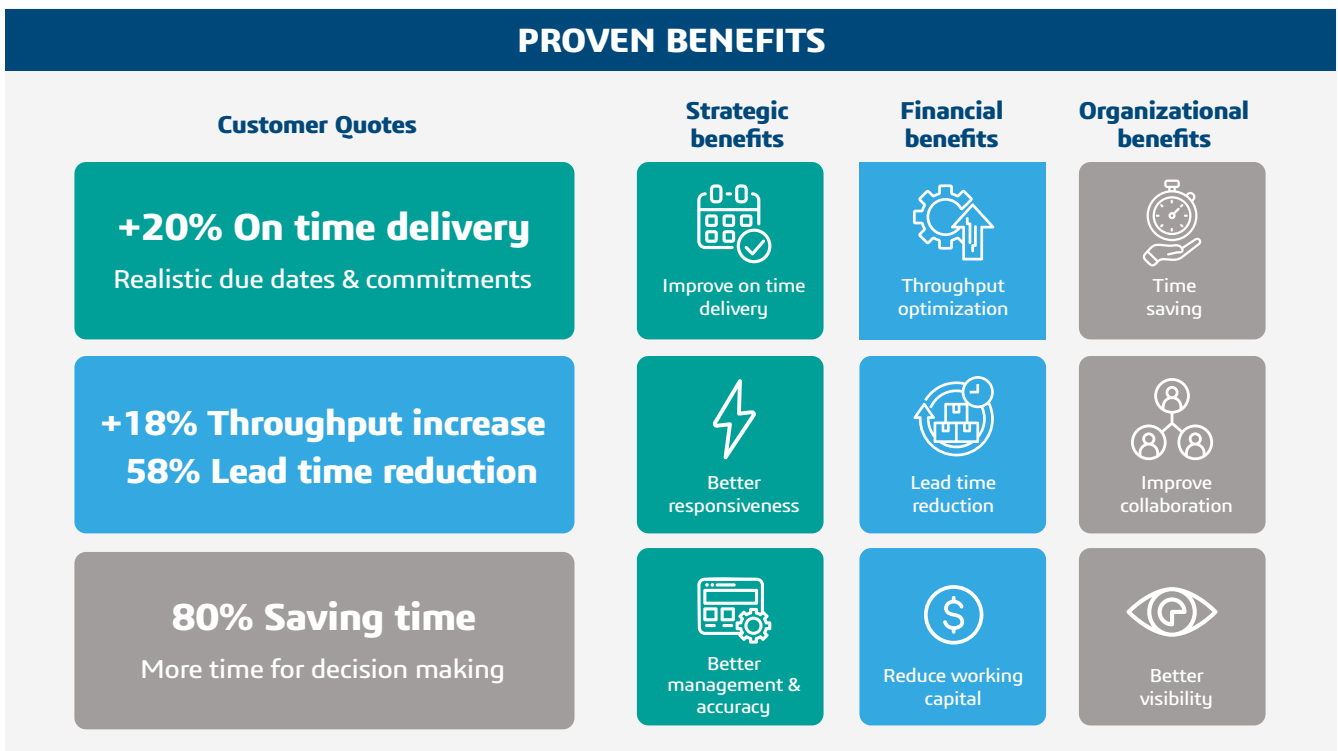 PROVEN BENEFITS
Customer Quotes
Strategic
benefits
Financial
benefits
Organizational
benefits
+20% On time delivery
Realistic due dates & commitments
Improve on time
delivery
Throughput
optimization
Time
saving
+18% Throughput increase
58% Lead time reduction
Better
responsiveness
Lead time
reduction
Improve
collaboration
80% Saving time
More time for decision making
Better
management &
accuracy
Reduce working
capital
Better
visibility